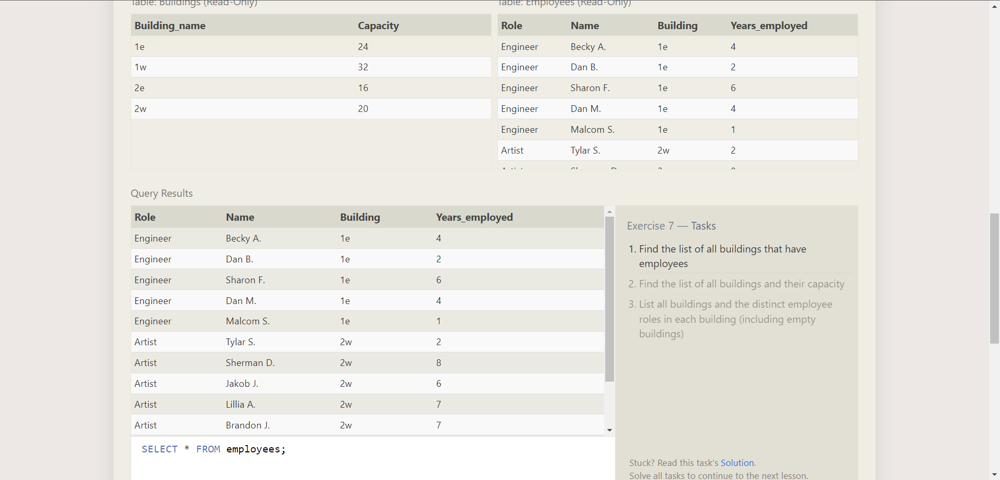 Table: Buildings (Read-Only)
Building_name Capacity
1e 24
1w 32
2e 16
2w 20
Table: Employees (Read-Only)
Role Name Building Years_employed
Engineer Becky A. 1e 4
Engineer Dan B. 1e 2
Engineer Sharon F. 1e 6
Engineer Dan M. 1e 4
Engineer Malcom S. 1e 1
Artist Tylar S. 2w 2
Query Results
Role Name Building Years_employed
Engineer Becky A. 1e 4
Engineer Dan B. 1e 2
Engineer Sharon F. 1e 6
Engineer Dan M. 1e 4
Engineer Malcom S. 1e 1
Artist Tylar S. 2w 2
Artist Sherman D. 2w 8
Artist Jakob J. 2w 6
Artist Lillia A. 2w 7
Artist Brandon J. 2w 7
SELECT * FROM employees;
Exercise 7 — Tasks
1. Find the list of all buildings that have
employees
2. Find the list of all buildings and their capacity
3. List all buildings and the distinct employee
roles in each building (including empty
buildings)
Stuck? Read this task's Solution.
Solve all tasks to continue to the next lesson.